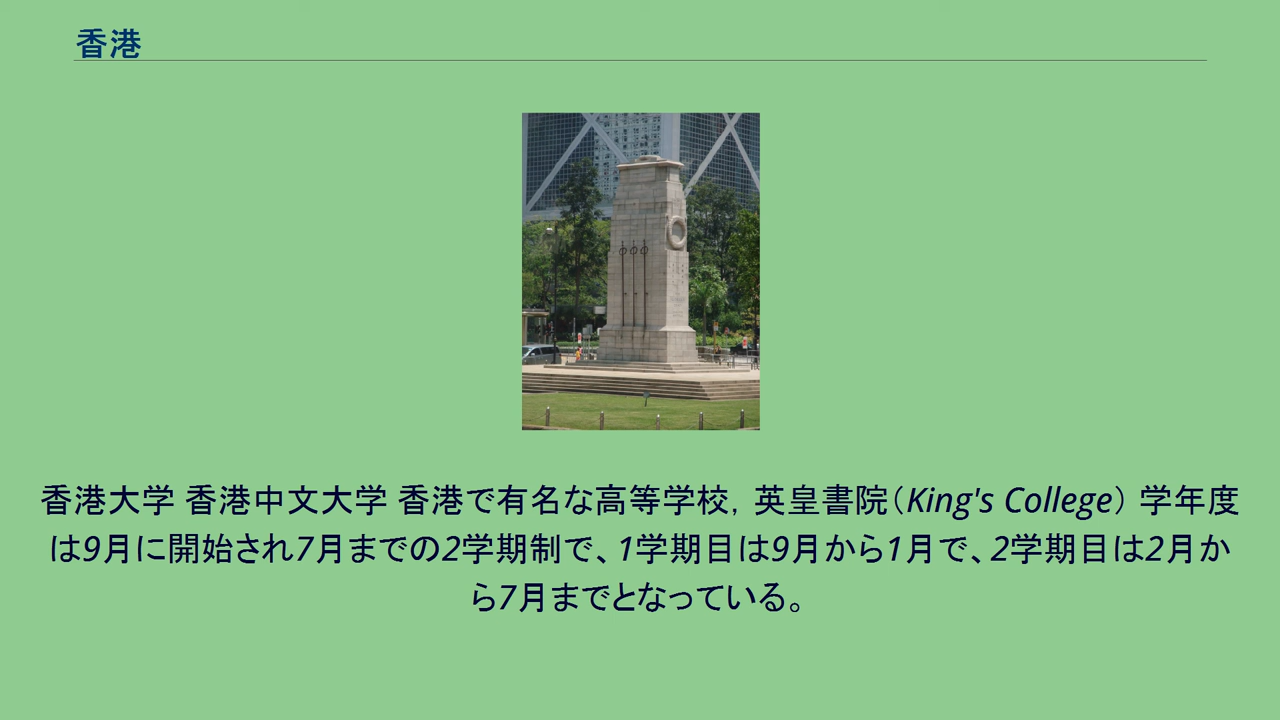 香港
香港大学 香港中文大学 香港で有名な高等学校，英皇書院（King's College） 学年度
は9月に開始され7月までの2学期制で、1学期目は9月から1月で、2学期目は2月か
ら7月までとなっている。